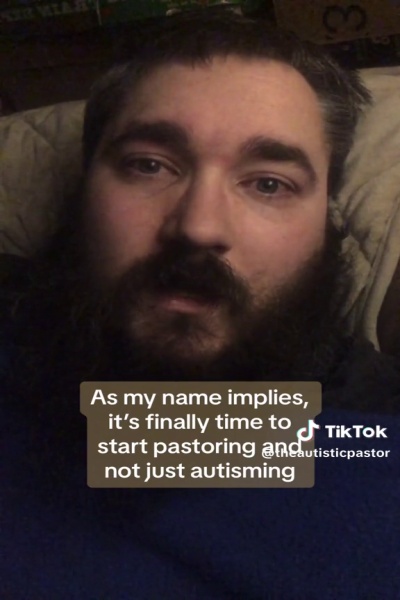 As my name implies,
it's finally time to
start pastoring and
not just autisming
TikTok
@theautisticpastor